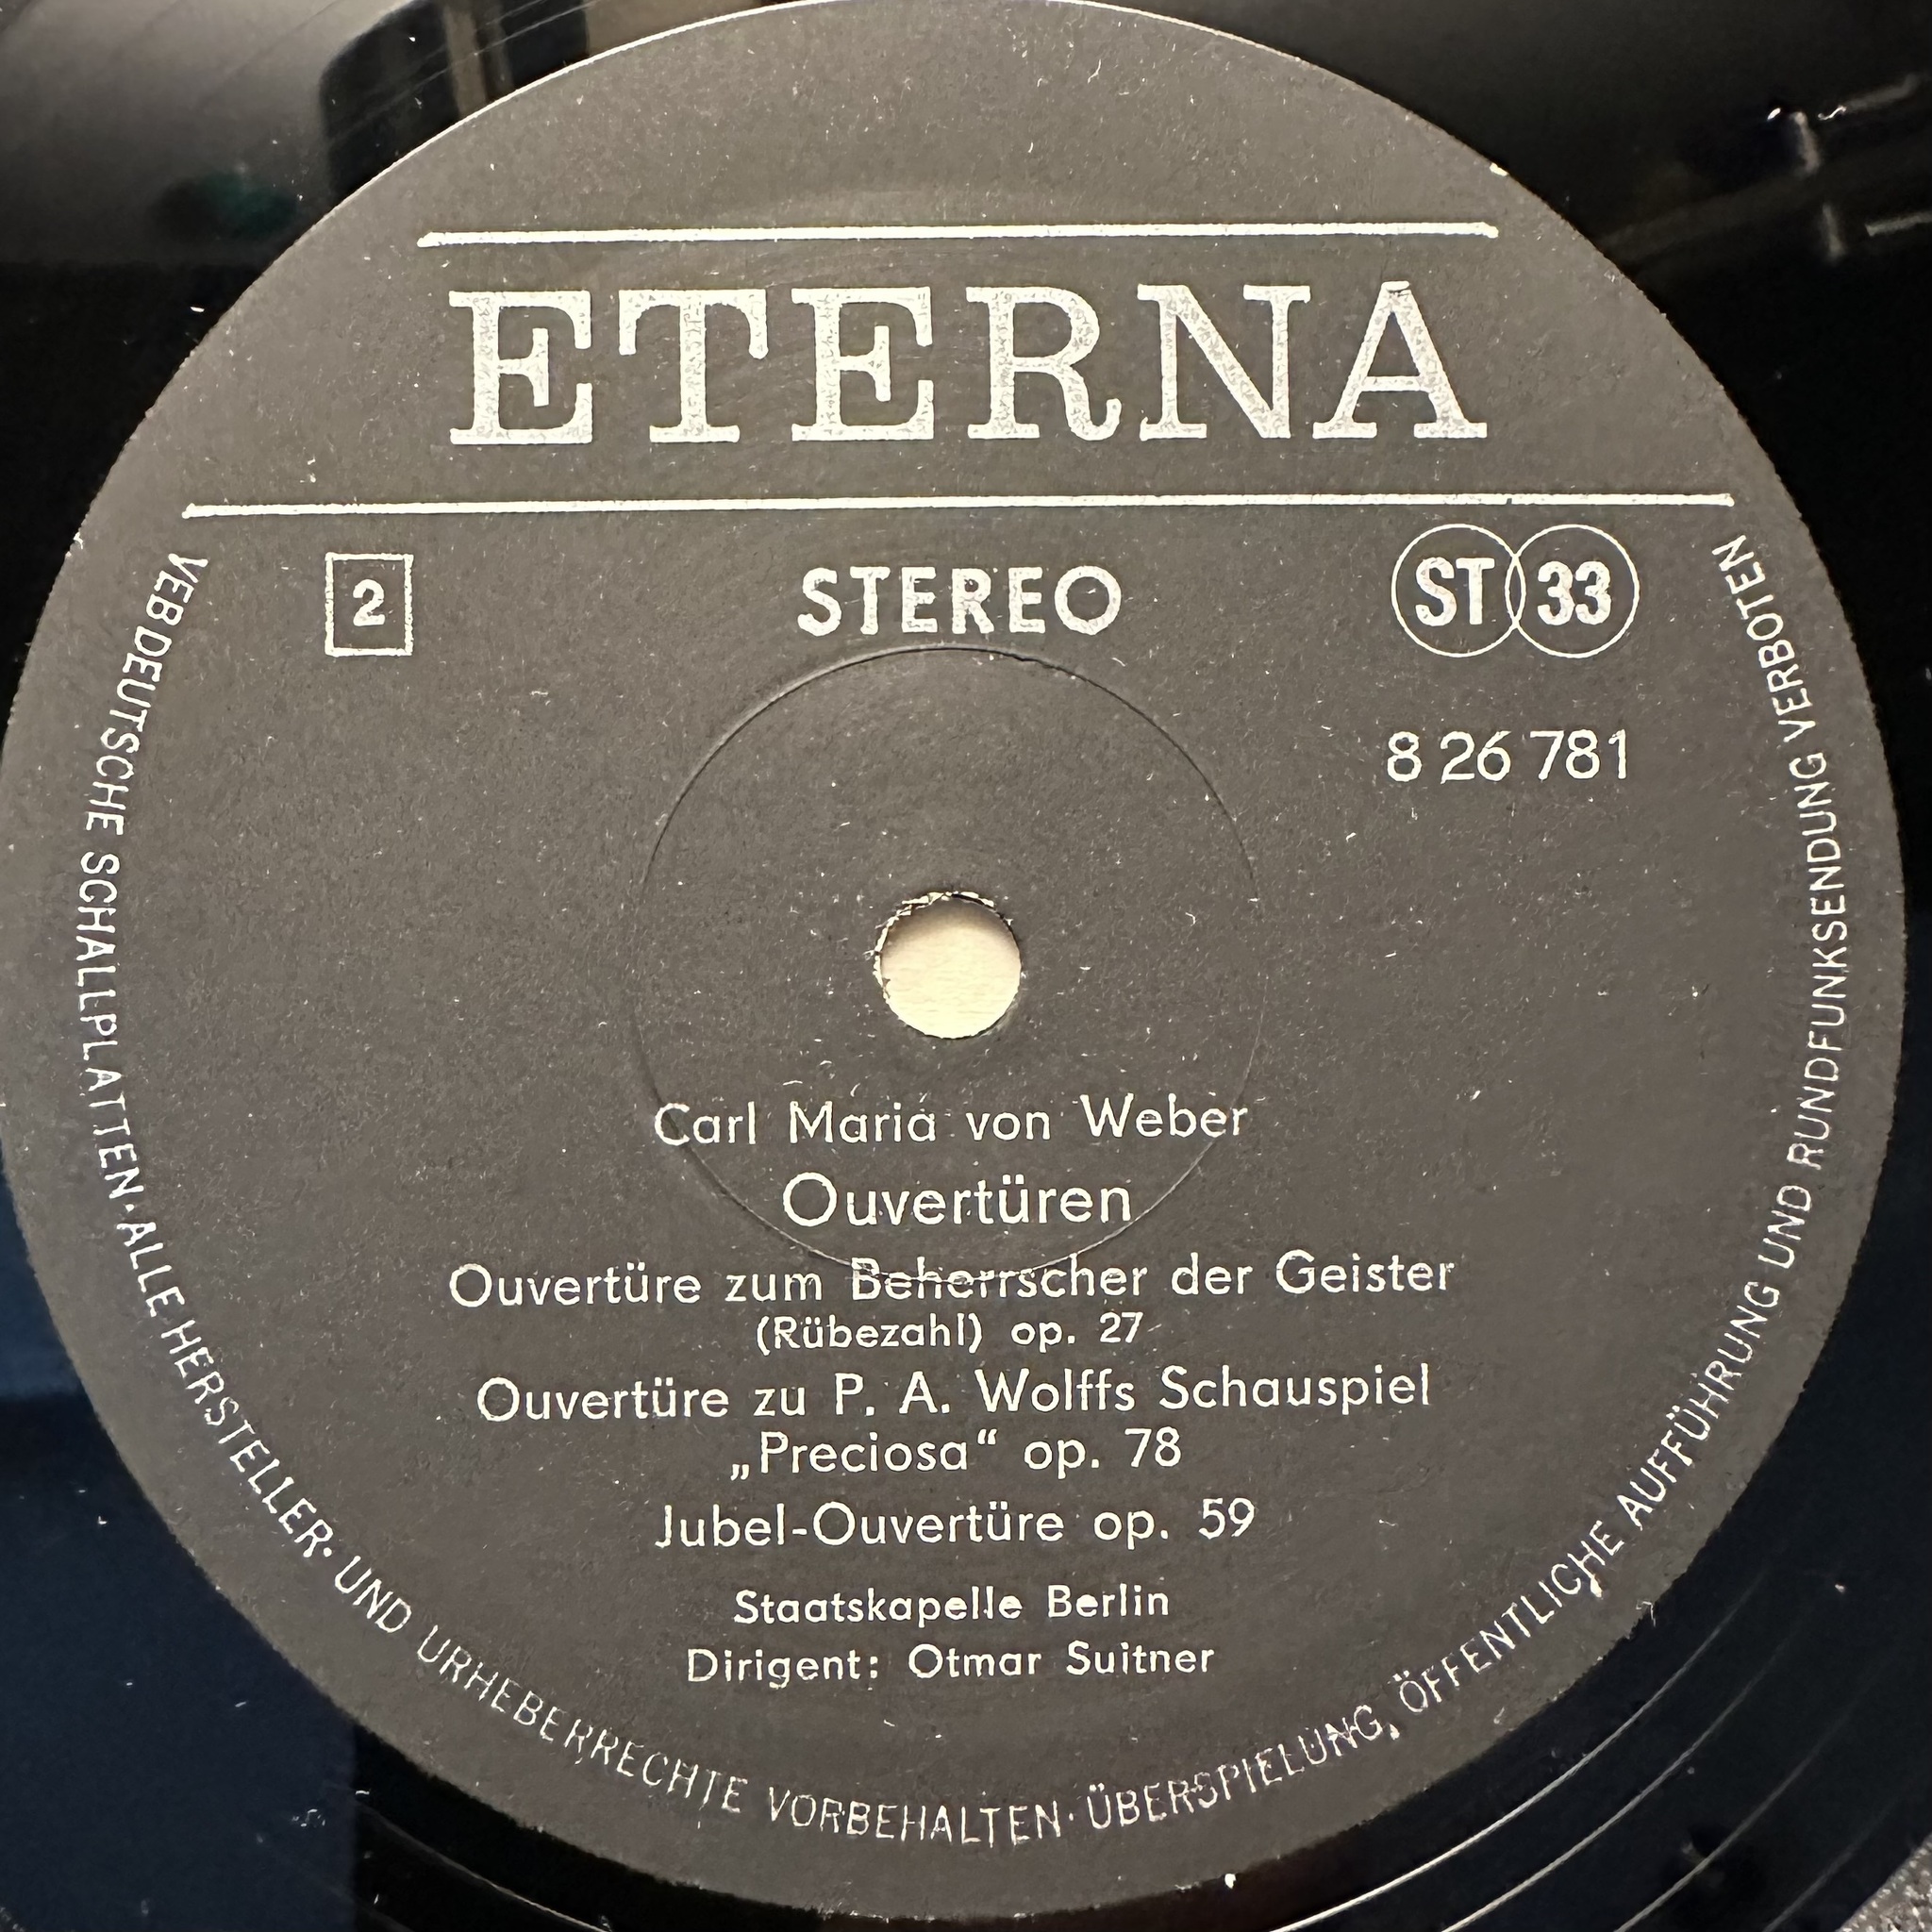 ETERNA
2 STEREO ST 33
8 26 781
Carl Maria von Weber
Ouvertüren
Ouvertüre zum Beherrscher der Geister
(Rübezahl) op. 27
Ouvertüre zu P. A. Wolffs Schauspiel
„Preciosa“ op. 78
Jubel-Ouvertüre op. 59
Staatskapelle Berlin
Dirigent: Otmar Suitner
VEB DEUTSCHE SCHALLPLATTEN · ALLE HERSTELLER- UND URHEBERRECHTE VORBEHALTEN · ÜBERSPIELUNG, ÖFFENTLICHE AUFFÜHRUNG UND RUNDFUNKSENDUNG VERBOTEN